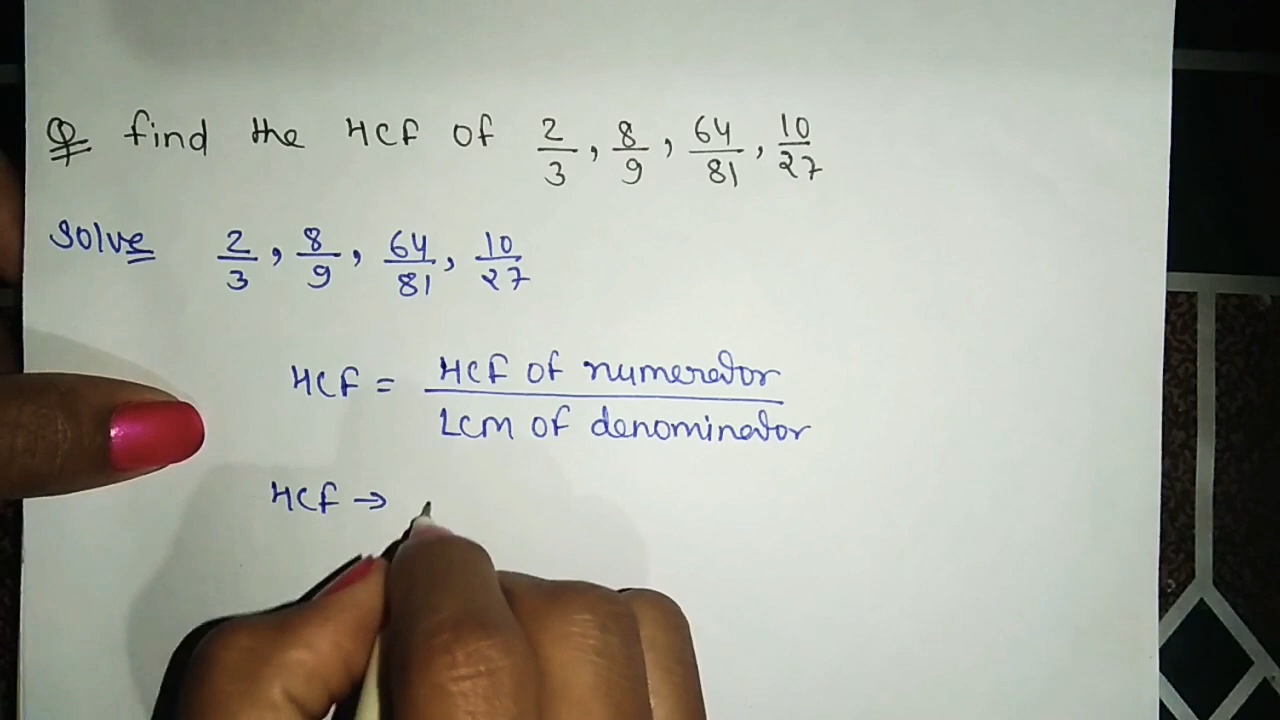 Q find the HCF of 2/3, 8/9, 64/81, 10/27
Solve 2/3, 8/9, 64/81, 10/27
HCF = HCF of numerator / LCM of denominator
HCF →